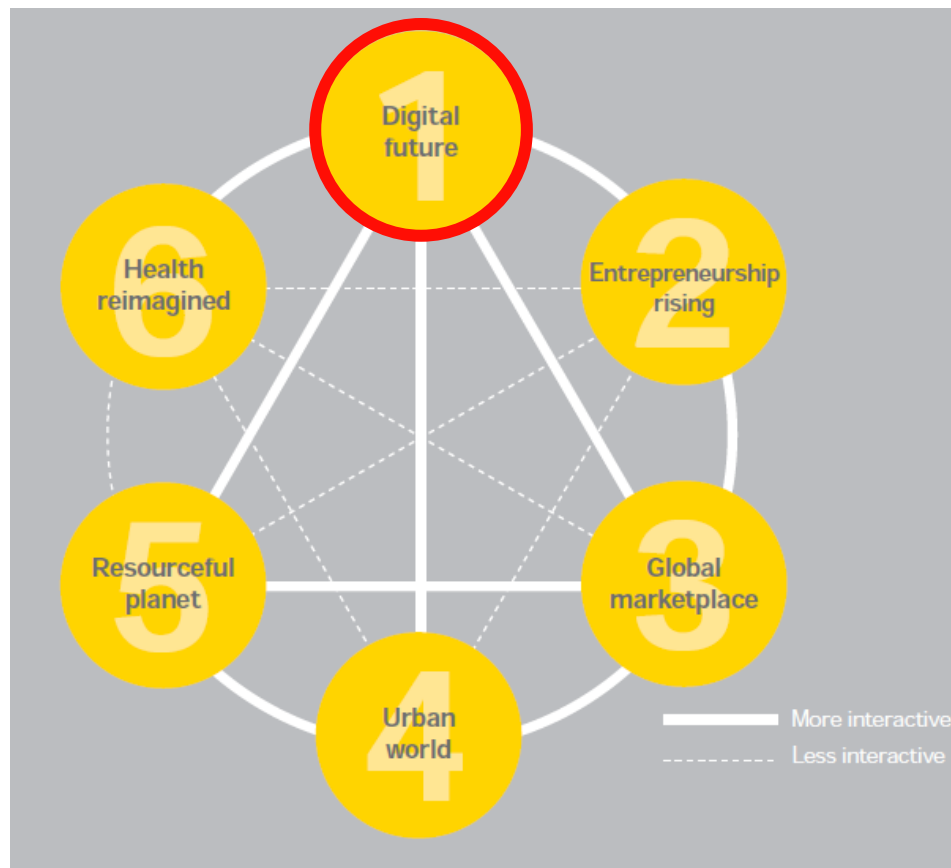 1
Digital
future
2
Entrepreneurship
rising
3
Global
marketplace
4
Urban
world
5
Resourceful
planet
6
Health
reimagined
More interactive
Less interactive